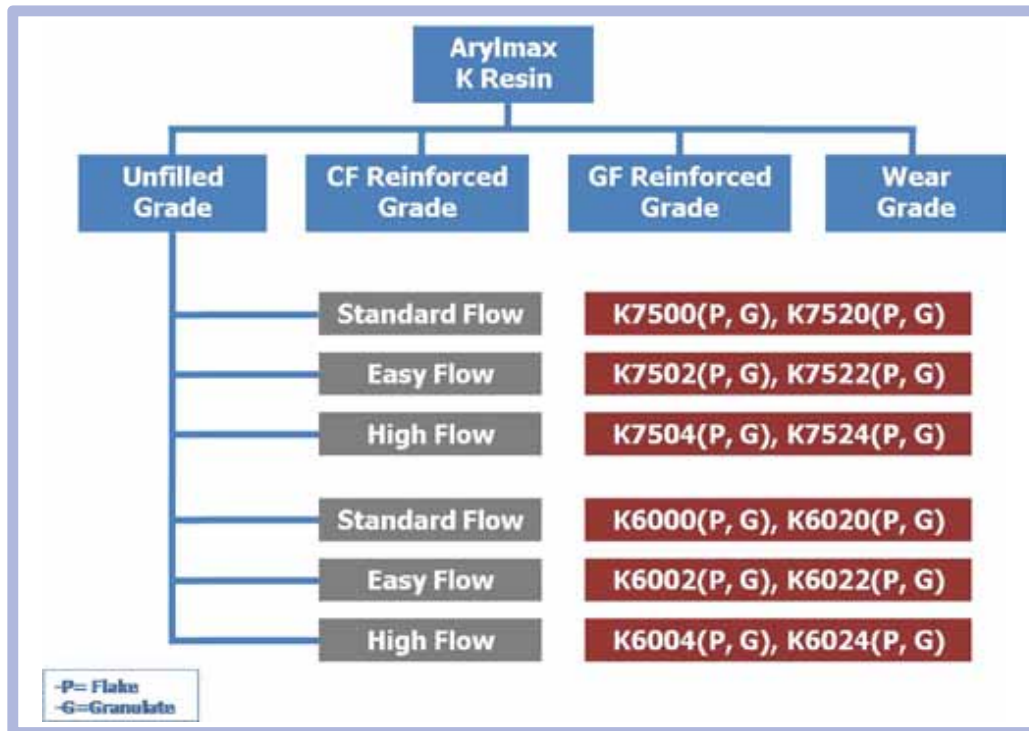 Arylmax
K Resin
Unfilled
Grade
CF Reinforced
Grade
GF Reinforced
Grade
Wear
Grade
Standard Flow
K7500(P, G), K7520(P, G)
Easy Flow
K7502(P, G), K7522(P, G)
High Flow
K7504(P, G), K7524(P, G)
Standard Flow
K6000(P, G), K6020(P, G)
Easy Flow
K6002(P, G), K6022(P, G)
High Flow
K6004(P, G), K6024(P, G)
-P= Flake
-G=Granulate